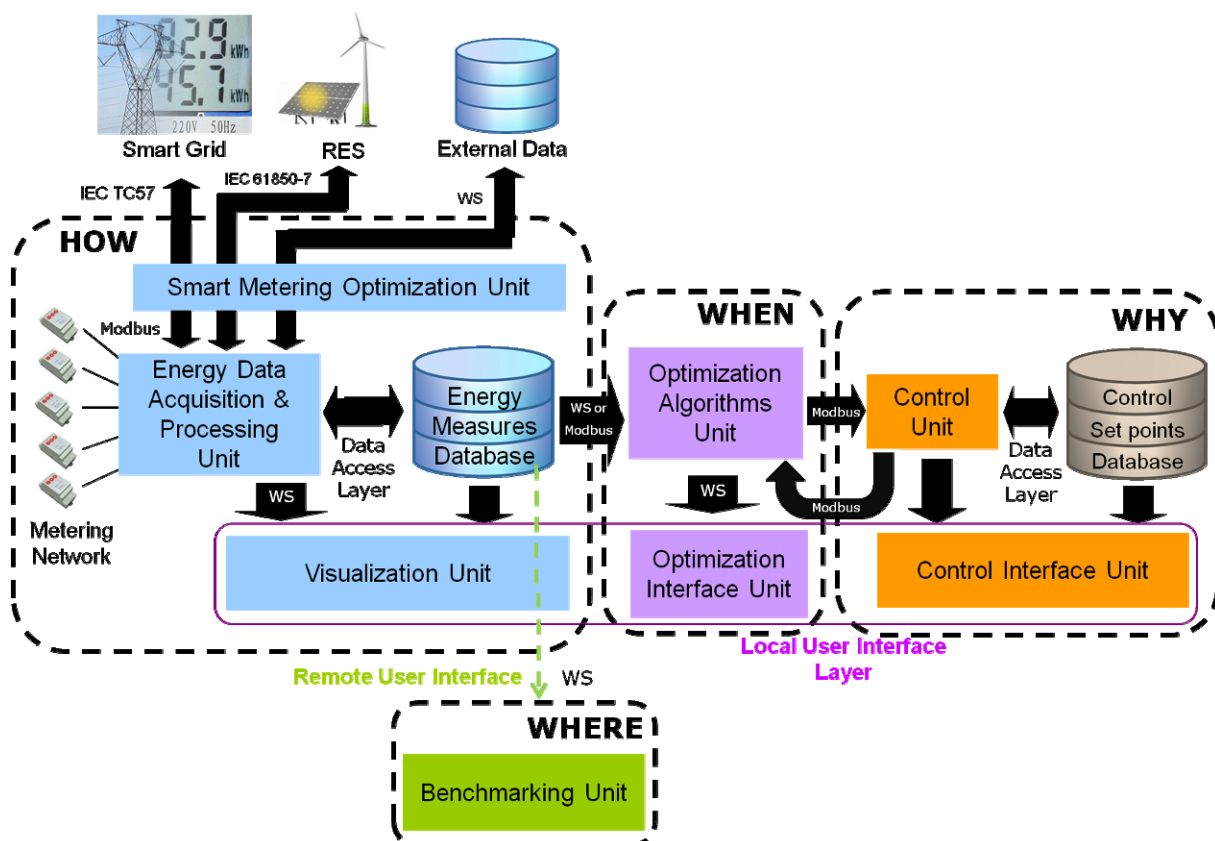 82.9 kWh
45.7 kWh
220V 50Hz
Smart Grid
RES
External Data
IEC TC57
IEC 61850-7
WS
HOW
Smart Metering Optimization Unit
WHEN
WHY
Modbus
Energy Data
Acquisition &
Processing
Unit
Data
Access
Layer
Energy
Measures
Database
WS or
Modbus
Optimization
Algorithms
Unit
Modbus
Control
Unit
Data
Access
Layer
Control
Set points
Database
WS
WS
Modbus
Metering
Network
Visualization Unit
Optimization
Interface Unit
Control Interface Unit
Local User Interface
Layer
Remote User Interface
WS
WHERE
Benchmarking Unit